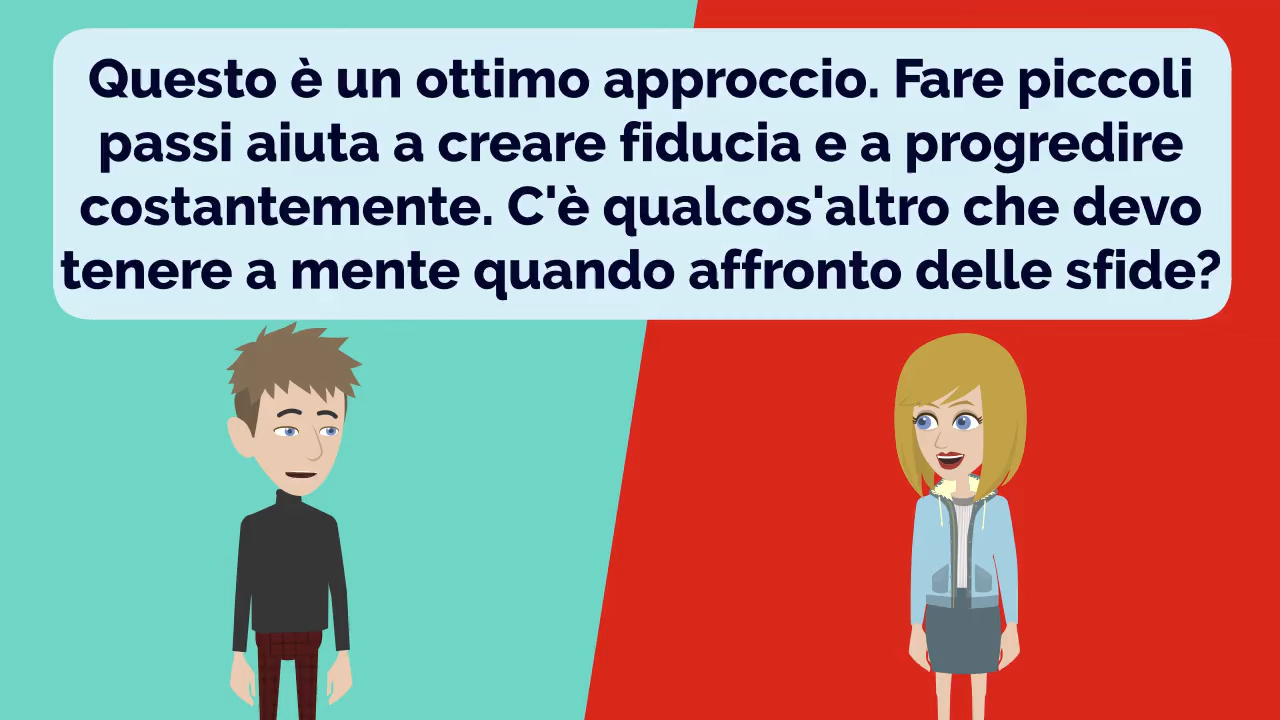 Questo è un ottimo approccio. Fare piccoli
passi aiuta a creare fiducia e a progredire
costantemente. C'è qualcos'altro che devo
tenere a mente quando affronto delle sfide?